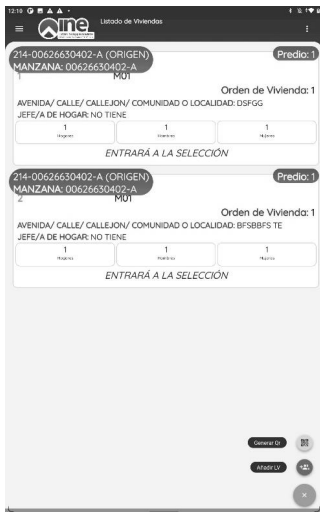 12:10
ine Listado de Viviendas
214-00626630402-A (ORIGEN) Predio: 1
MANZANA: 00626630402-A
1 M01
Orden de Vivienda: 1
AVENIDA/ CALLE/ CALLEJON/ COMUNIDAD O LOCALIDAD: DSFGG
JEFE/A DE HOGAR: NO TIENE
1 1 1
Hogares Hombres Mujeres
ENTRARÁ A LA SELECCIÓN
214-00626630402-A (ORIGEN) Predio: 1
MANZANA: 00626630402-A
2 M01
Orden de Vivienda: 1
AVENIDA/ CALLE/ CALLEJON/ COMUNIDAD O LOCALIDAD: BFSBBFS TE
JEFE/A DE HOGAR: NO TIENE
1 1 1
Hogares Hombres Mujeres
ENTRARÁ A LA SELECCIÓN
Generar Qr
Añadir LV